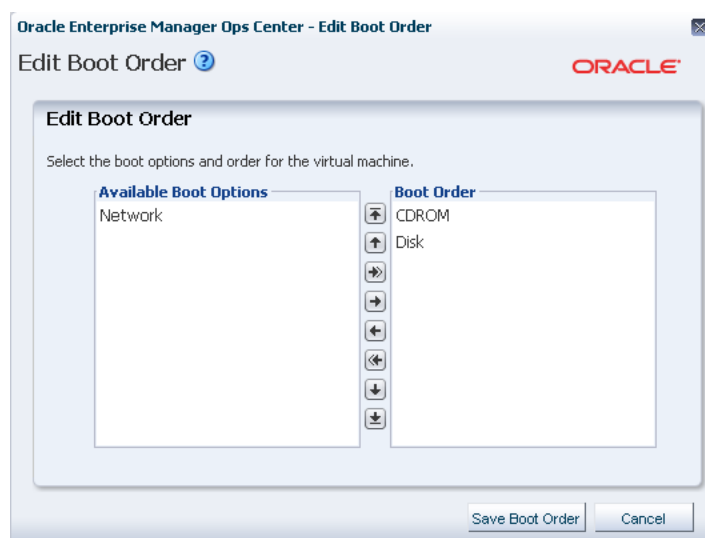 Oracle Enterprise Manager Ops Center - Edit Boot Order
Edit Boot Order
ORACLE
Edit Boot Order
Select the boot options and order for the virtual machine.
Available Boot Options
Network
Boot Order
CDROM
Disk
Save Boot Order
Cancel